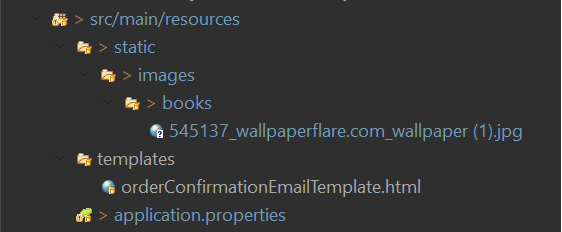 > src/main/resources
> static
> images
> books
545137_wallpaperflare.com_wallpaper (1).jpg
templates
orderConfirmationEmailTemplate.html
> application.properties